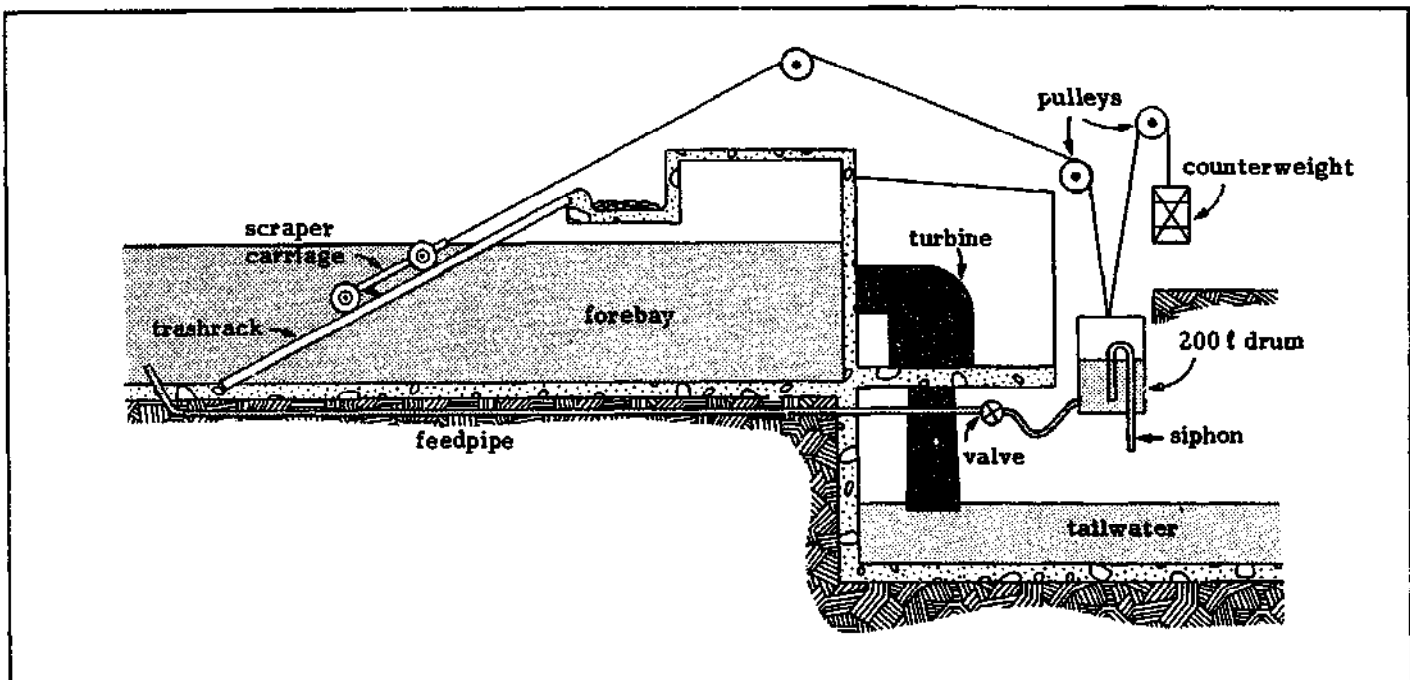 pulleys
counterweight
scraper
carriage
turbine
trashrack
forebay
200 ℓ drum
feedpipe
valve
siphon
tailwater